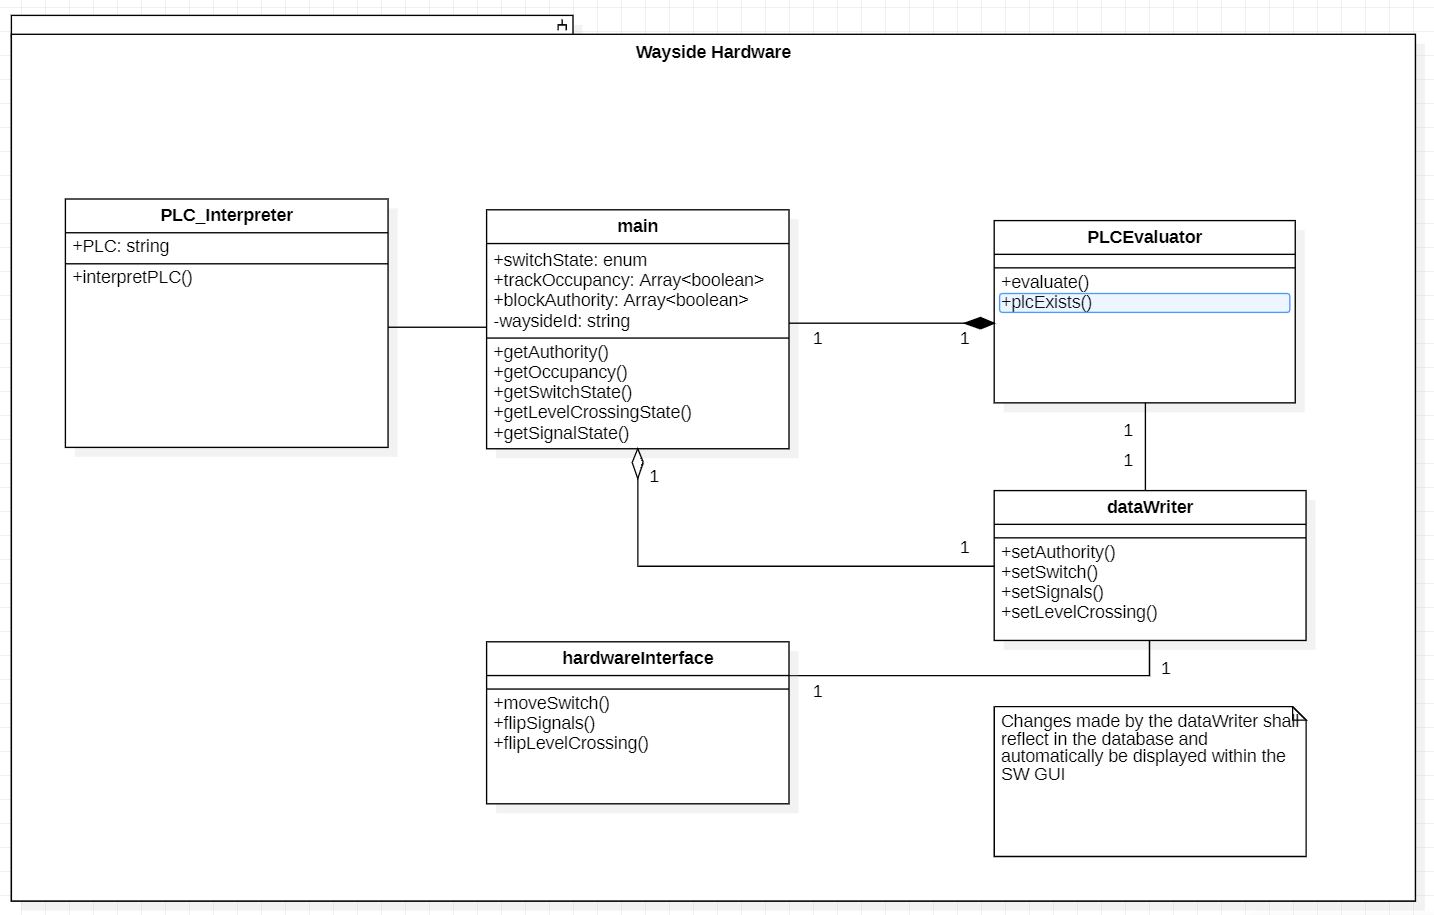 Wayside Hardware
PLC_Interpreter
+PLC: string
+interpretPLC()
main
+switchState: enum
+trackOccupancy: Array<boolean>
+blockAuthority: Array<boolean>
-waysideId: string
+getAuthority()
+getOccupancy()
+getSwitchState()
+getLevelCrossingState()
+getSignalState()
1
1
PLCEvaluator
+evaluate()
+plcExists()
1
1
1
1
dataWriter
+setAuthority()
+setSwitch()
+setSignals()
+setLevelCrossing()
hardwareInterface
+moveSwitch()
+flipSignals()
+flipLevelCrossing()
1
1
Changes made by the dataWriter shall
reflect in the database and
automatically be displayed within the
SW GUI